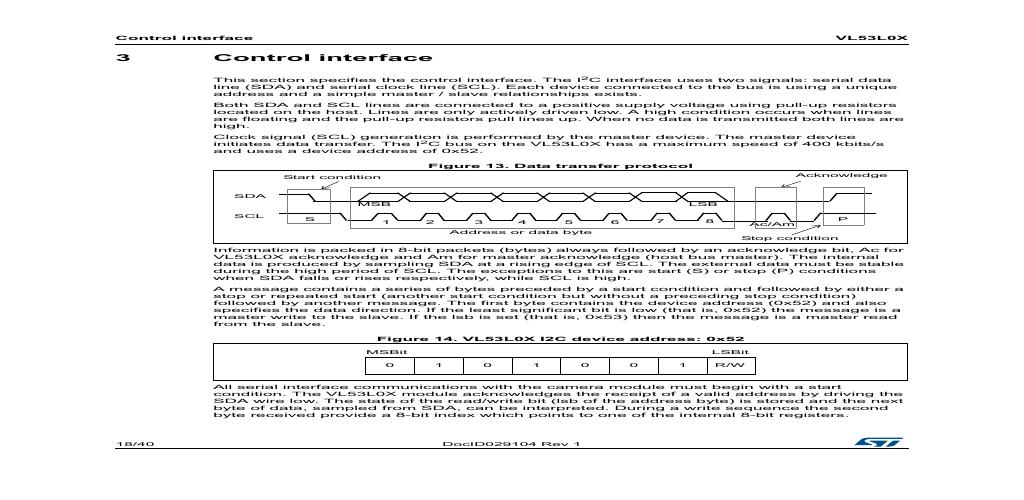 Control interface VL53L0X
3 Control interface
This section specifies the control interface. The I2C interface uses two signals: serial data
line (SDA) and serial clock line (SCL). Each device connected to the bus is using a unique
address and a simple master / slave relationships exists.
Both SDA and SCL lines are connected to a positive supply voltage using pull-up resistors
located on the host. Lines are only actively driven low. A high condition occurs when lines
are floating and the pull-up resistors pull lines up. When no data is transmitted both lines are
high.
Clock signal (SCL) generation is performed by the master device. The master device
initiates data transfer. The I2C bus on the VL53L0X has a maximum speed of 400 kbits/s
and uses a device address of 0x52.
Figure 13. Data transfer protocol
Start condition Acknowledge
SDA
MSB LSB
SCL S 1 2 3 4 5 6 7 8 Ac/Am P
Address or data byte
Stop condition
Information is packed in 8-bit packets (bytes) always followed by an acknowledge bit, Ac for
VL53L0X acknowledge and Am for master acknowledge (host bus master). The internal
data is produced by sampling SDA at a rising edge of SCL. The external data must be stable
during the high period of SCL. The exceptions to this are start (S) or stop (P) conditions
when SDA falls or rises respectively, while SCL is high.
A message contains a series of bytes preceded by a start condition and followed by either a
stop or repeated start (another start condition but without a preceding stop condition)
followed by another message. The first byte contains the device address (0x52) and also
specifies the data direction. If the least significant bit is low (that is, 0x52) the message is a
master write to the slave. If the lsb is set (that is, 0x53) then the message is a master read
from the slave.
Figure 14. VL53L0X I2C device address: 0x52
MSBit LSBit
0 1 0 1 0 0 1 R/W
All serial interface communications with the camera module must begin with a start
condition. The VL53L0X module acknowledges the receipt of a valid address by driving the
SDA wire low. The state of the read/write bit (lsb of the address byte) is stored and the next
byte of data, sampled from SDA, can be interpreted. During a write sequence the second
byte received provide a 8-bit index which points to one of the internal 8-bit registers.
18/40 DocID029104 Rev 1 ST